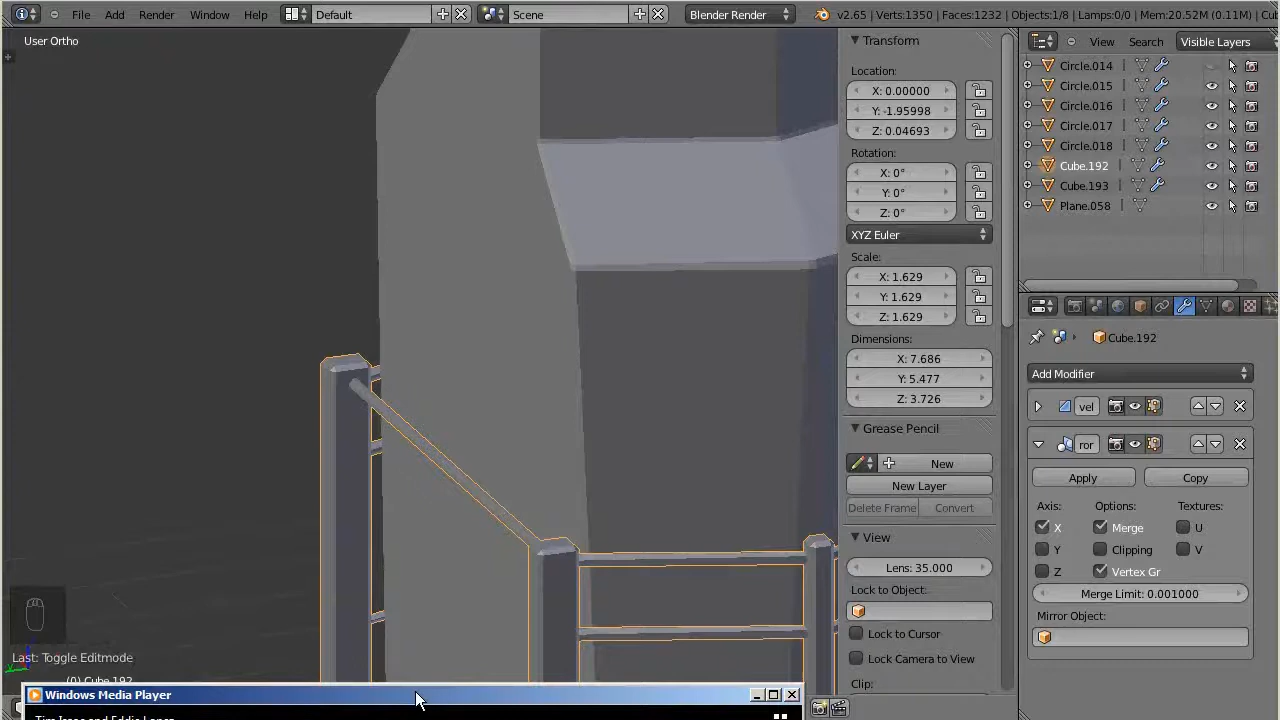 File Add Render Window Help Default Scene Blender Render v2.65 | Verts:1350 | Faces:1232 | Objects:1/8 | Lamps:0/0 | Mem:20.52M (0.11M) | Cub
User Ortho
Transform
Location:
X: 0.00000
Y: -1.95998
Z: 0.04693
Rotation:
X: 0°
Y: 0°
Z: 0°
XYZ Euler
Scale:
X: 1.629
Y: 1.629
Z: 1.629
Dimensions:
X: 7.686
Y: 5.477
Z: 3.726
Grease Pencil
New
New Layer
Delete Frame Convert
View
Lens: 35.000
Lock to Object:
Lock to Cursor
Lock Camera to View
Clip:
View Search Visible Layers
Circle.014
Circle.015
Circle.016
Circle.017
Circle.018
Cube.192
Cube.193
Plane.058
Cube.192
Add Modifier
vel
ror
Apply Copy
Axis: Options: Textures:
X Merge U
Y Clipping V
Z Vertex Gr
Merge Limit: 0.001000
Mirror Object:
Last: Toggle Editmode
(0) Cube.192
Windows Media Player